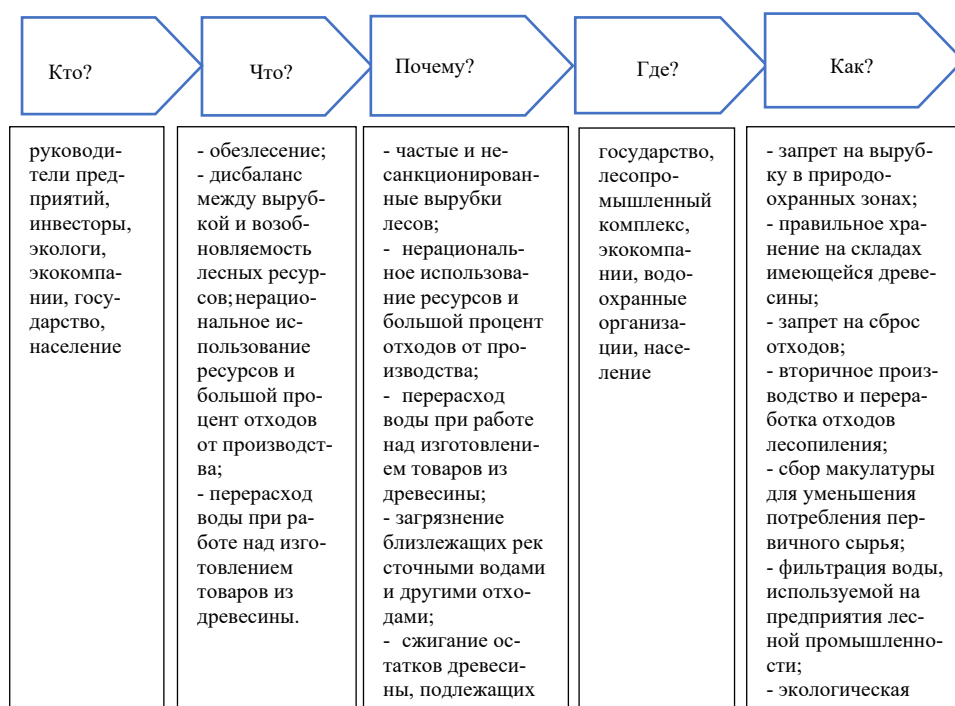 Кто?
Что?
Почему?
Где?
Как?
руководи-
тели пред-
приятий,
инвесторы,
экологи,
экокомпа-
нии, госу-
дарство,
население
- обезлесение;
- дисбаланс
между выруб-
кой и возоб-
новляемость
лесных ресур-
сов;нерацио-
нальное ис-
пользование
ресурсов и
большой про-
цент отходов
от производст-
ва;
- перерасход
воды при ра-
боте над изго-
товлением
товаров из
древесины.
- частые и не-
санкционирован-
ные вырубки
лесов;
- нерациональ-
ное использова-
ние ресурсов и
большой процент
отходов от про-
изводства;
- перерасход
воды при работе
над изготовлени-
ем товаров из
древесины;
- загрязнение
близлежащих рек
сточными водами
и другими отхо-
дами;
- сжигание ос-
татков древеси-
ны, подлежащих
государство,
лесопро-
мышленный
комплекс,
экокомпа-
нии, водо-
охранные
организа-
ции, насе-
ление
- запрет на выруб-
ку в природо-
охранных зонах;
- правильное хра-
нение на складах
имеющейся древе-
сины;
- запрет на сброс
отходов;
- вторичное произ-
водство и перера-
ботка отходов
лесопиления;
- сбор макулатуры
для уменьшения
потребления пер-
вичного сырья;
- фильтрация воды,
используемой на
предприятия лес-
ной промышленно-
сти;
- экологическая